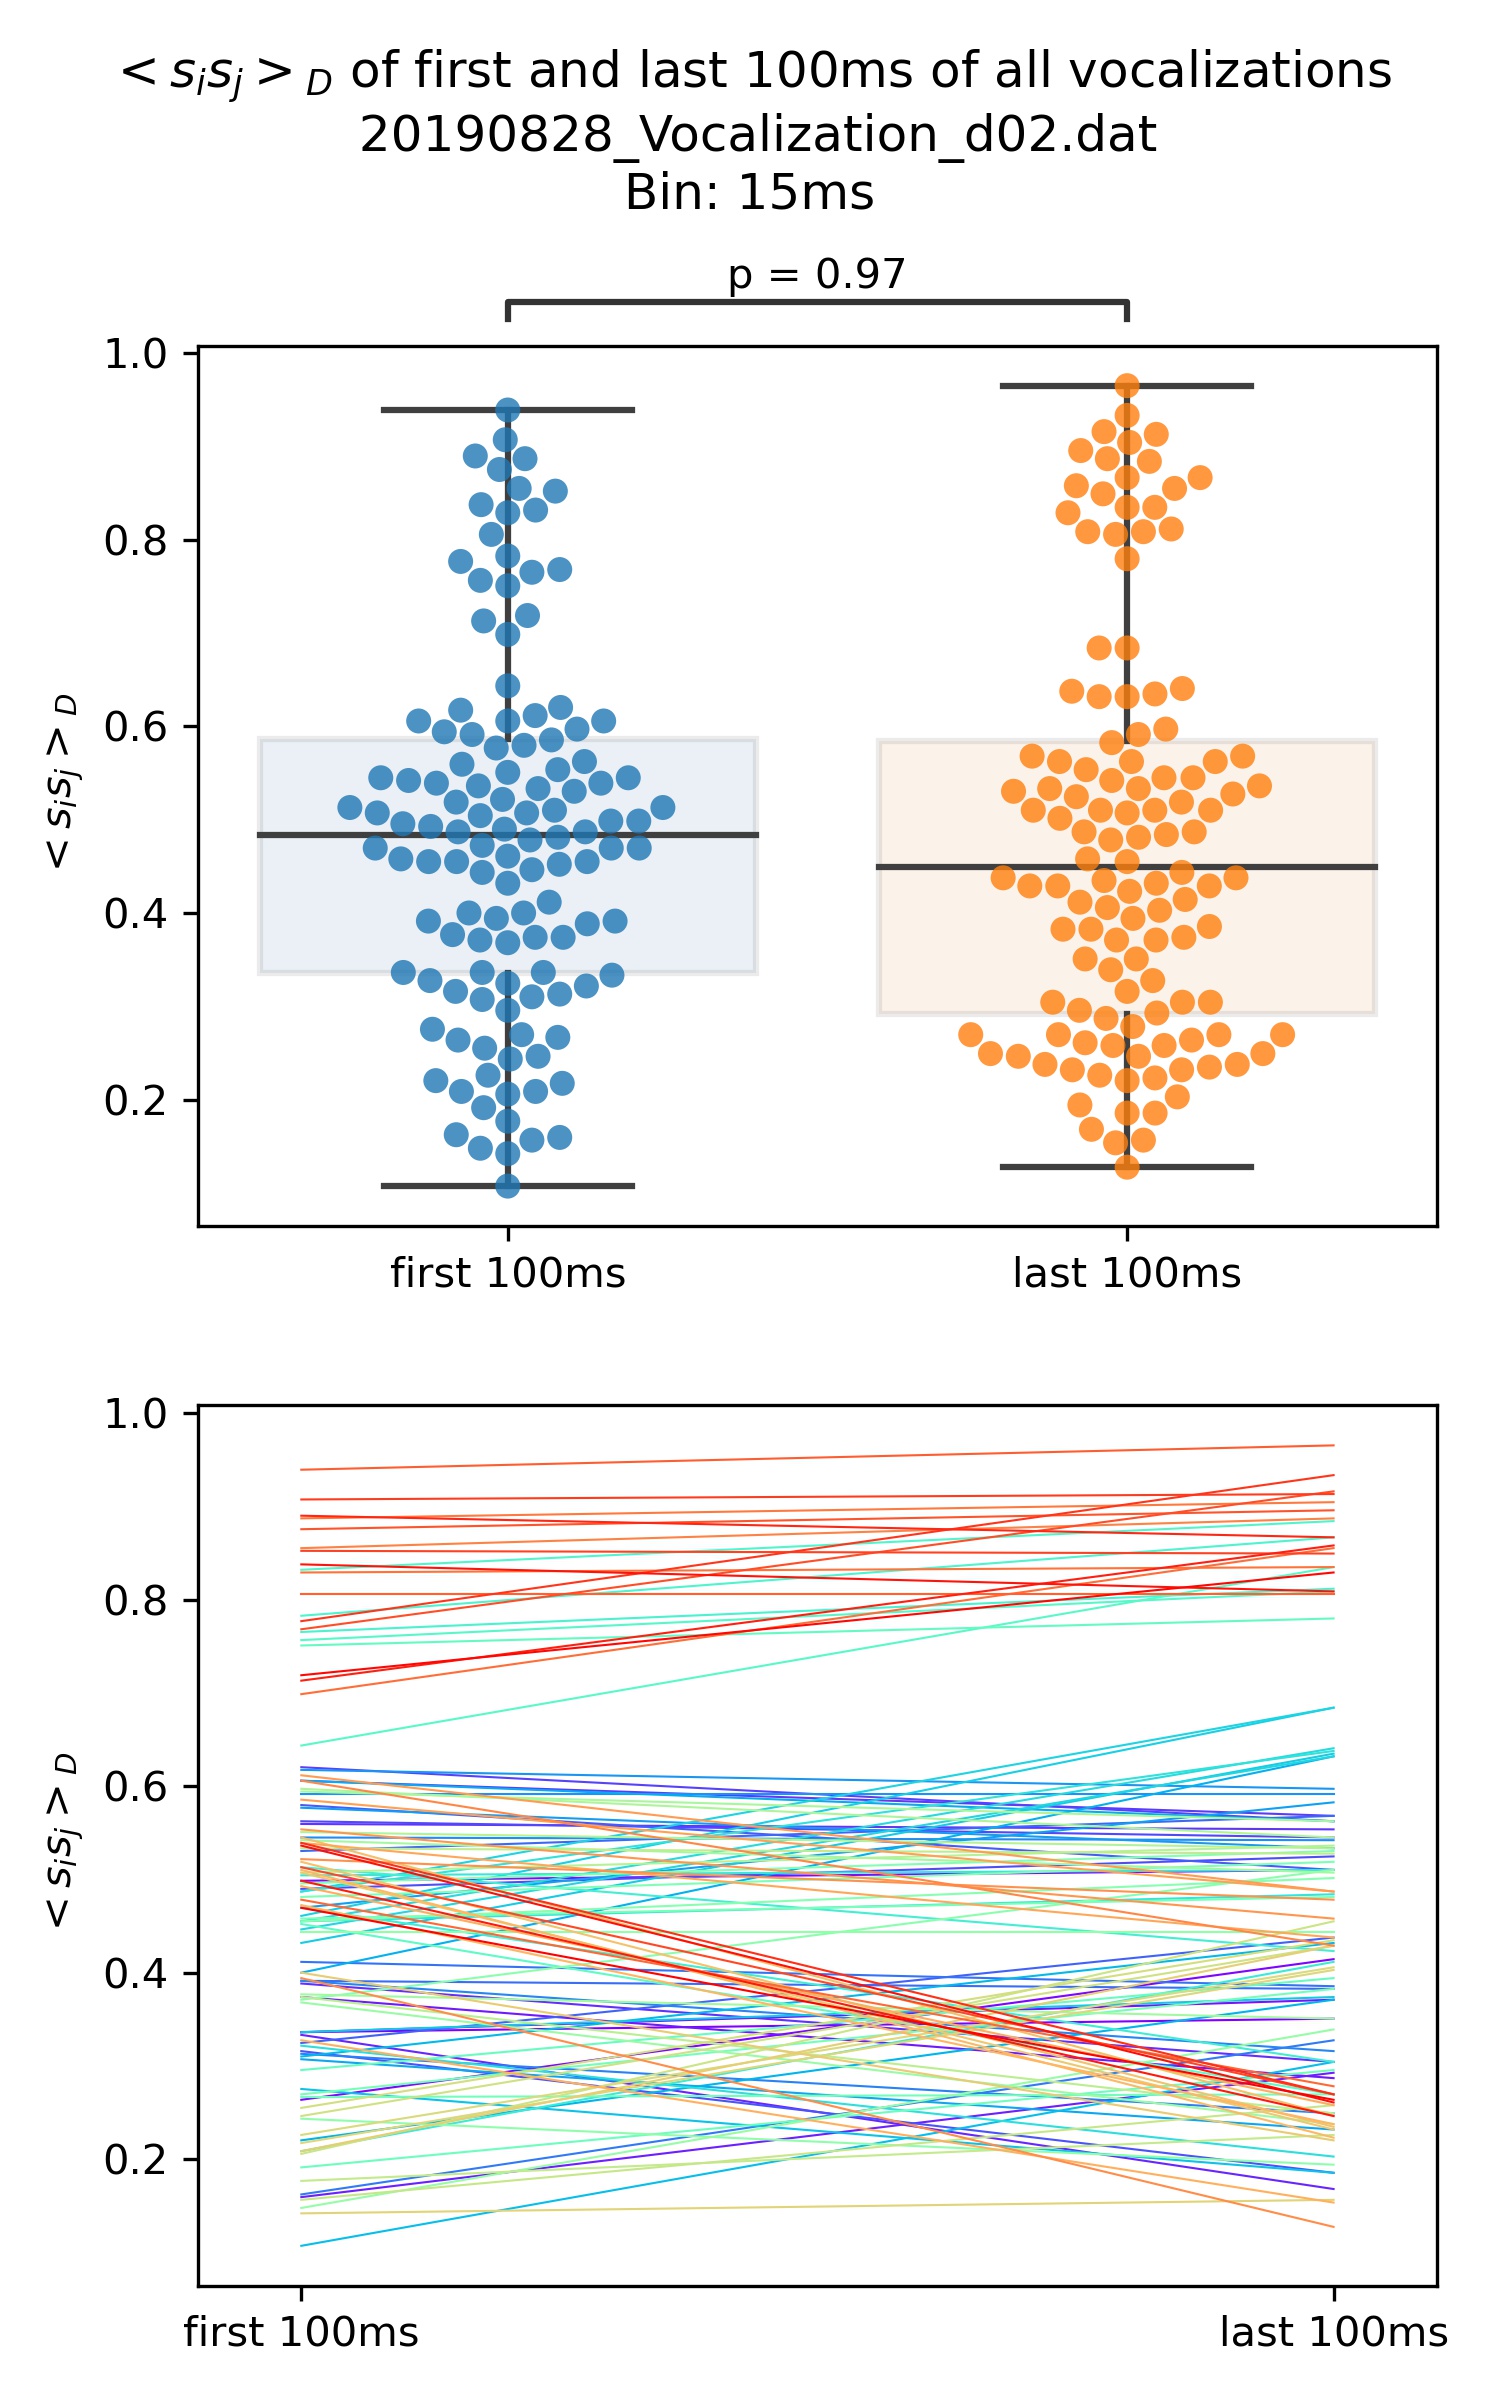 < s_i s_j >_D of first and last 100ms of all vocalizations
20190828_Vocalization_d02.dat
Bin: 15ms
p = 0.97
1.0
0.8
0.6
0.4
0.2
< s_i s_j >_D
first 100ms last 100ms
1.0
0.8
0.6
0.4
0.2
< s_i s_j >_D
first 100ms last 100ms